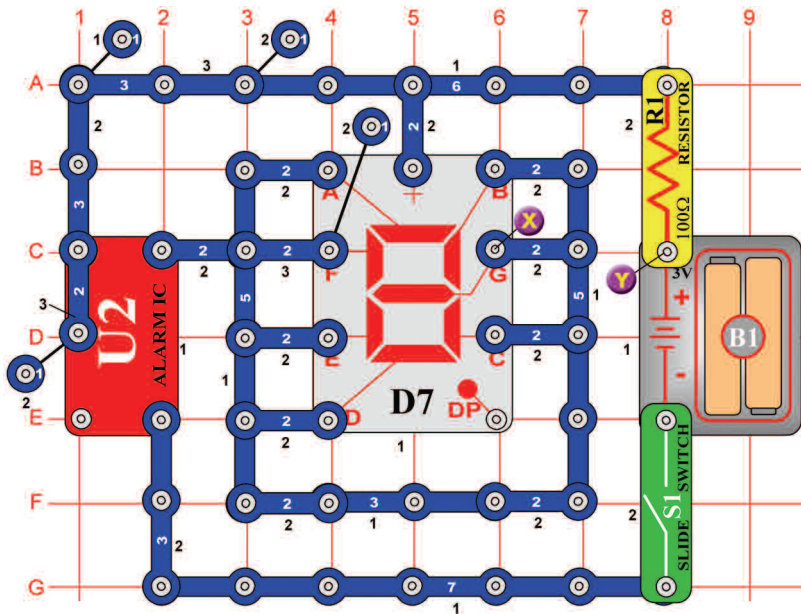 1 2 3 4 5 6 7 8 9
1 1 2 1
A 3 3 6 1 2 R1 RESISTOR 100Ω
2 2 2 2 1
B 2 2 A + B 2 2
3
C 2 2 2 3 F G 2 2 X Y 3V +
2 5 5 1
3 U2 ALARM IC
D 1 2 2 E C 2 2 1 B1
1 2 1 -
E 2 2 D D7 DP 1
F 2 2 3 1 2 2 2 S1 SLIDE SWITCH
3 2
G 7 1